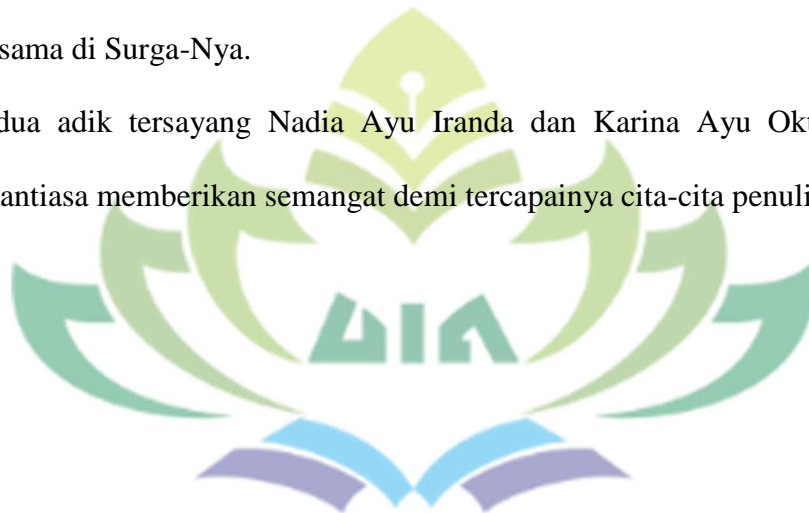 sama di Surga-Nya.
dua adik tersayang Nadia Ayu Iranda dan Karina Ayu Okt
antiasa memberikan semangat demi tercapainya cita-cita penuli
UIN